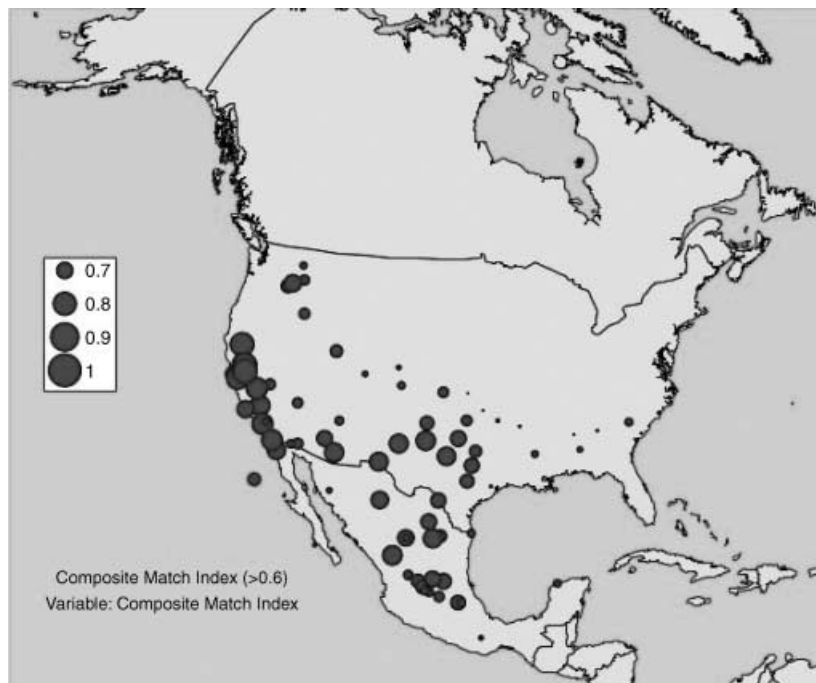 0.7
0.8
0.9
1
Composite Match Index (>0.6)
Variable: Composite Match Index